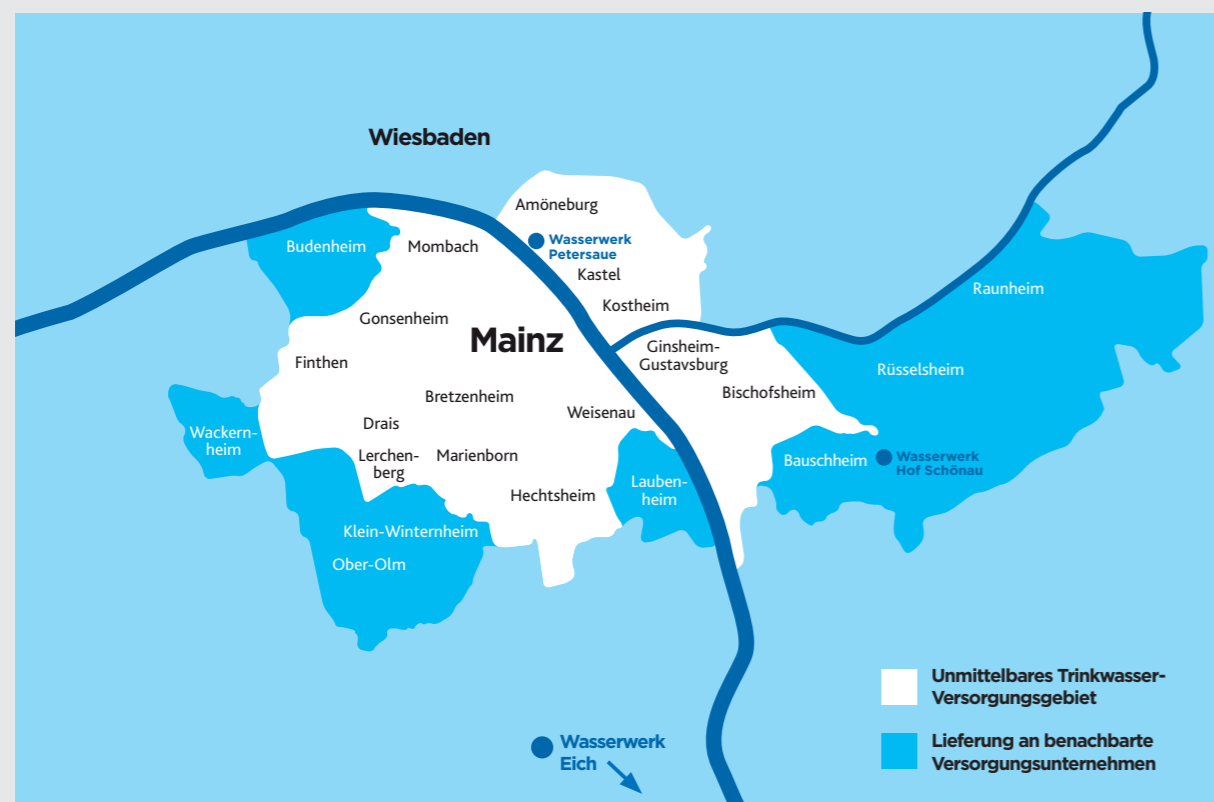 Wiesbaden
Amöneburg
Budenheim
Mombach
Wasserwerk
Petersaue
Kastel
Raunheim
Kostheim
Gonsenheim
Mainz
Ginsheim-
Gustavsburg
Finthen
Rüsselsheim
Bretzenheim
Bischofsheim
Weisenau
Drais
Wackern-
heim
Lerchen-
berg
Marienborn
Bauschheim
Wasserwerk
Hof Schönau
Lauben-
heim
Hechtsheim
Klein-Winternheim
Ober-Olm
Unmittelbares Trinkwasser-
Versorgungsgebiet
Wasserwerk
Eich
Lieferung an benachbarte
Versorgungsunternehmen